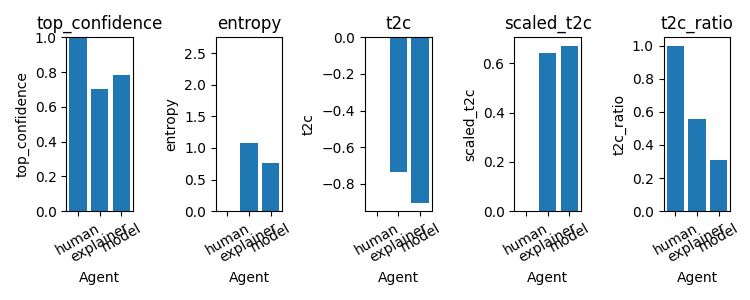 top_confidence
top_confidence
1.0
0.8
0.6
0.4
0.2
0.0
human
explainer
model
Agent
entropy
entropy
2.5
2.0
1.5
1.0
0.5
0.0
human
explainer
model
Agent
t2c
t2c
0.0
−0.2
−0.4
−0.6
−0.8
human
explainer
model
Agent
scaled_t2c
scaled_t2c
0.6
0.4
0.2
0.0
human
explainer
model
Agent
t2c_ratio
t2c_ratio
1.0
0.8
0.6
0.4
0.2
0.0
human
explainer
model
Agent